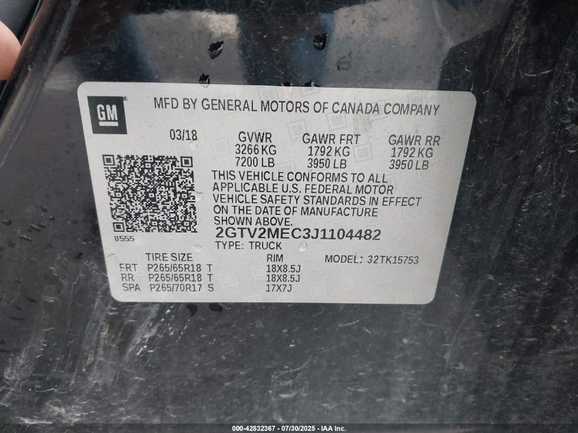 GM
MFD BY GENERAL MOTORS OF CANADA COMPANY
03/18 GVWR GAWR FRT GAWR RR
3266 KG 1792 KG 1792 KG
7200 LB 3950 LB 3950 LB
THIS VEHICLE CONFORMS TO ALL
APPLICABLE U.S. FEDERAL MOTOR
VEHICLE SAFETY STANDARDS IN EFFECT
ON THE DATE OF MANUFACTURE
SHOWN ABOVE.
2GTV2MEC3J1104482
TYPE: TRUCK
8555
TIRE SIZE RIM MODEL: 32TK15753
FRT P265/65R18 T 18X8.5J
RR P265/65R18 T 18X8.5J
SPA P265/70R17 S 17X7J
000-42832367 | 07/30/2025 | IAA Inc.